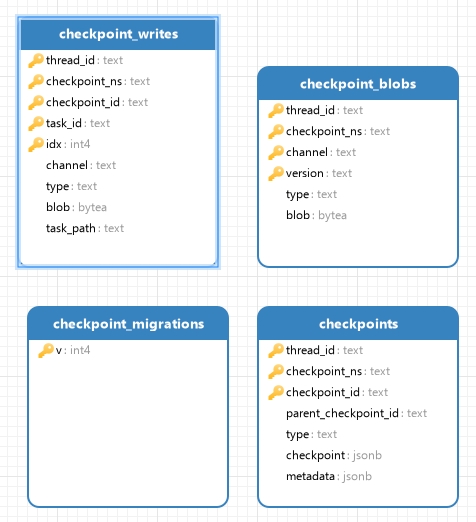 checkpoint_writes
thread_id : text
checkpoint_ns : text
checkpoint_id : text
task_id : text
idx : int4
channel : text
type : text
blob : bytea
task_path : text
checkpoint_blobs
thread_id : text
checkpoint_ns : text
channel : text
version : text
type : text
blob : bytea
checkpoint_migrations
v : int4
checkpoints
thread_id : text
checkpoint_ns : text
checkpoint_id : text
parent_checkpoint_id : text
type : text
checkpoint : jsonb
metadata : jsonb